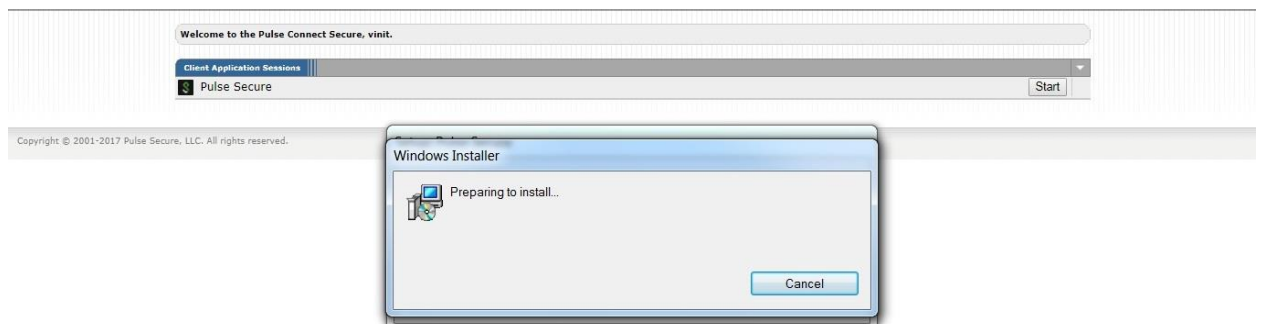 Welcome to the Pulse Connect Secure, vinit.
Client Application Sessions
Pulse Secure
Start
Copyright © 2001-2017 Pulse Secure, LLC. All rights reserved.
Windows Installer
Preparing to install...
Cancel